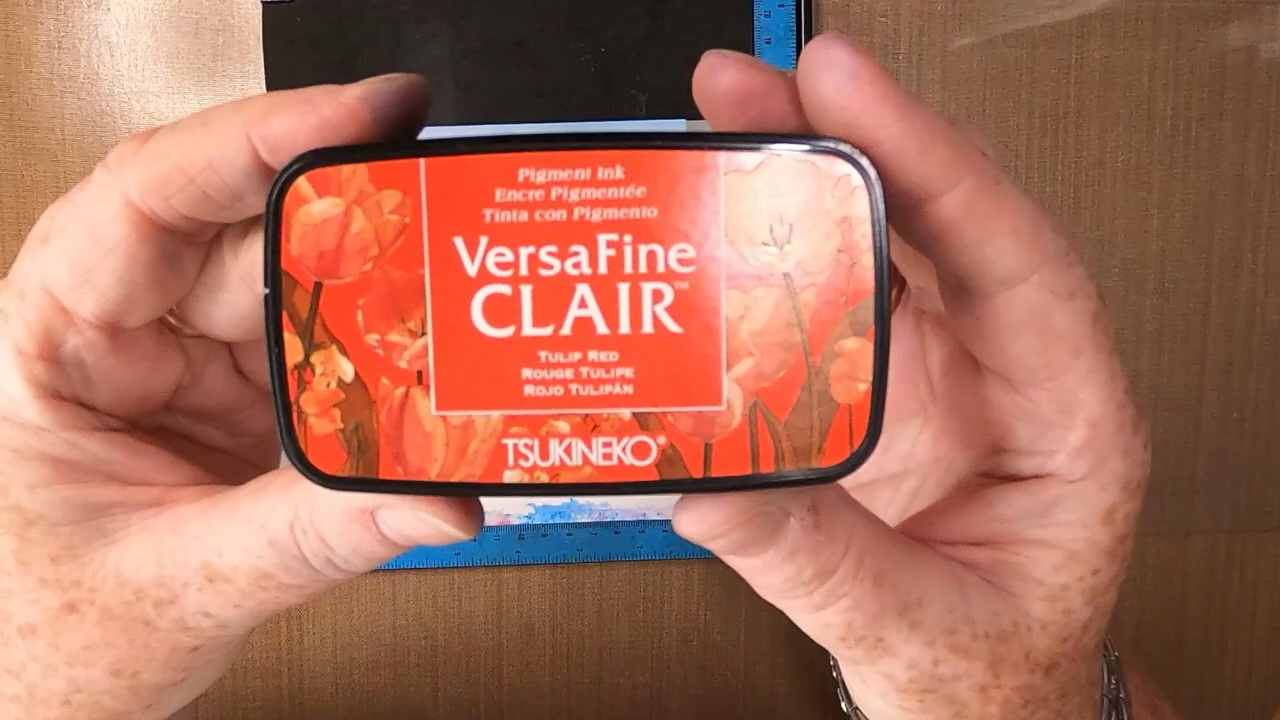 Pigment Ink
Encre Pigmentée
Tinta con Pigmento
VersaFine
CLAIR™
TULIP RED
ROUGE TULIPE
ROJO TULIPÁN
TSUKINEKO®